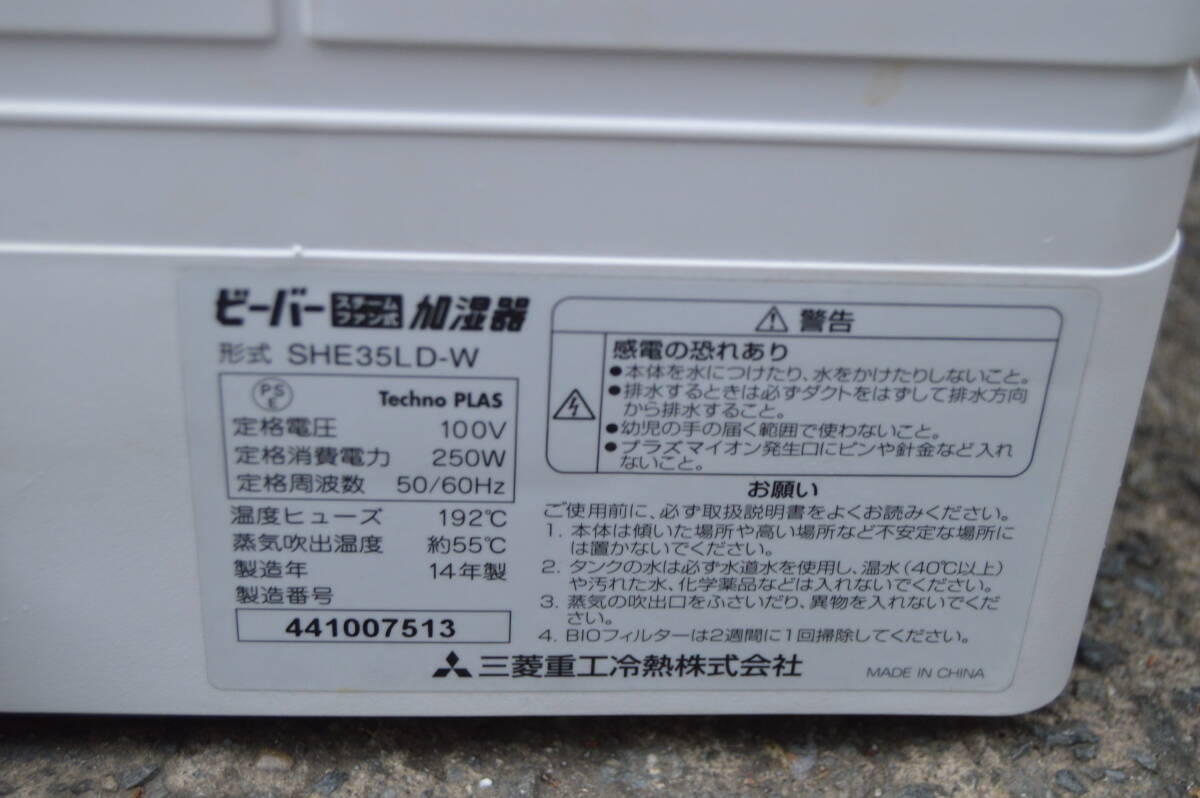 ビーバー スチームファン式 加湿器
形式 SHE35LD-W
PSE Techno PLAS
定格電圧 100V
定格消費電力 250W
定格周波数 50/60Hz
温度ヒューズ 192℃
蒸気吹出温度 約55℃
製造年 14年製
製造番号
441007513
⚠ 警告
感電の恐れあり
●本体を水につけたり、水をかけたりしないこと。
●排水するときは必ずダクトをはずして排水方向
から排水すること。
●幼児の手の届く範囲で使わないこと。
●プラズマイオン発生口にピンや針金など入れ
ないこと。
お願い
ご使用前に、必ず取扱説明書をよくお読みください。
1. 本体は傾いた場所や高い場所など不安定な場所に
は置かないでください。
2. タンクの水は必ず水道水を使用し、温水(40℃以上)
や汚れた水、化学薬品などは入れないでください。
3. 蒸気の吹出口をふさいだり、異物を入れないでくだ
さい。
4. BIOフィルターは2週間に1回掃除してください。
三菱重工冷熱株式会社
MADE IN CHINA